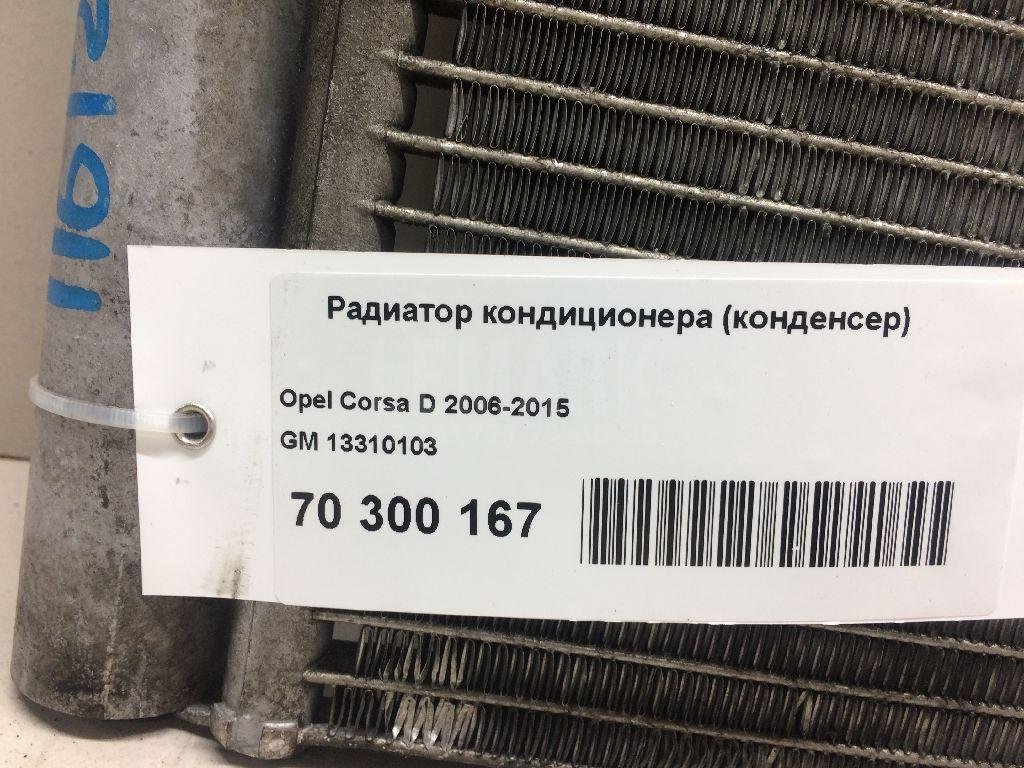 Радиатор кондиционера (конденсер)
Opel Corsa D 2006-2015
GM 13310103
70 300 167